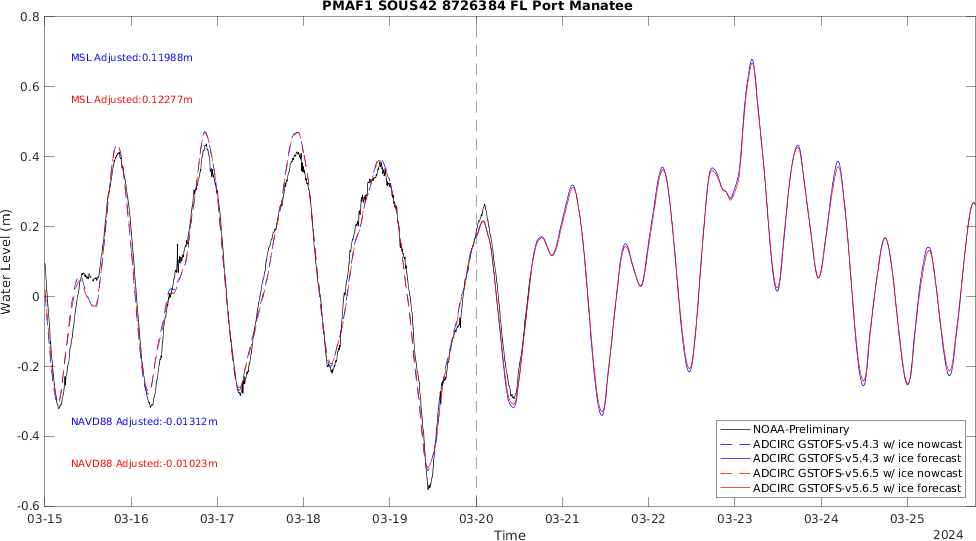 PMAF1 SOUS42 8726384 FL Port Manatee
Water Level (m)
0.8
0.6
0.4
0.2
0
-0.2
-0.4
-0.6
MSL Adjusted:0.11988m
MSL Adjusted:0.12277m
NAVD88 Adjusted:-0.01312m
NAVD88 Adjusted:-0.01023m
NOAA-Preliminary
ADCIRC GSTOFS-v5.4.3 w/ ice nowcast
ADCIRC GSTOFS-v5.4.3 w/ ice forecast
ADCIRC GSTOFS-v5.6.5 w/ ice nowcast
ADCIRC GSTOFS-v5.6.5 w/ ice forecast
03-15 03-16 03-17 03-18 03-19 03-20 03-21 03-22 03-23 03-24 03-25
Time
2024